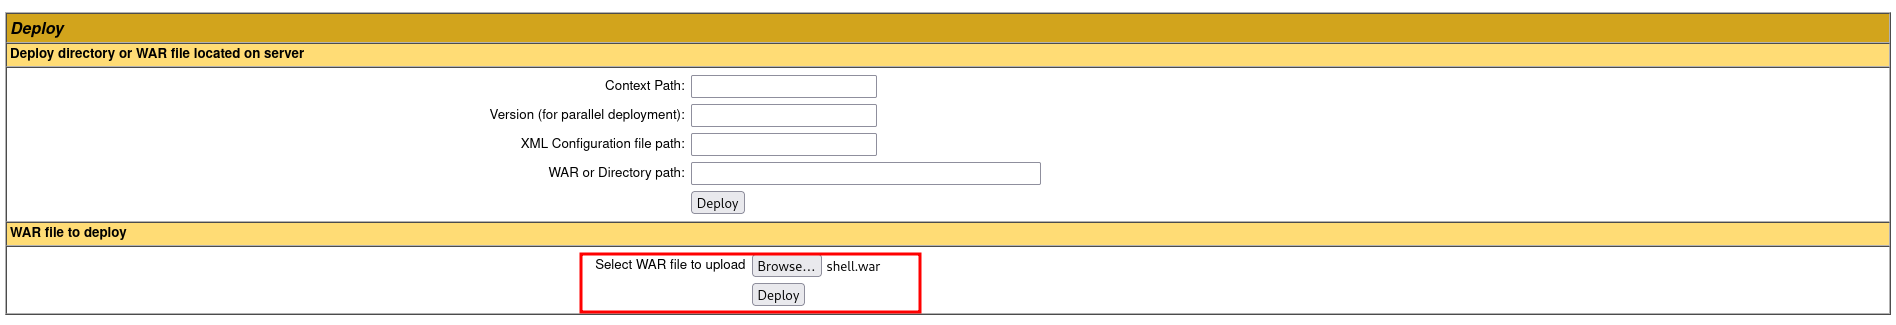 Deploy
Deploy directory or WAR file located on server
Context Path:
Version (for parallel deployment):
XML Configuration file path:
WAR or Directory path:
Deploy
WAR file to deploy
Select WAR file to upload Browse... shell.war
Deploy